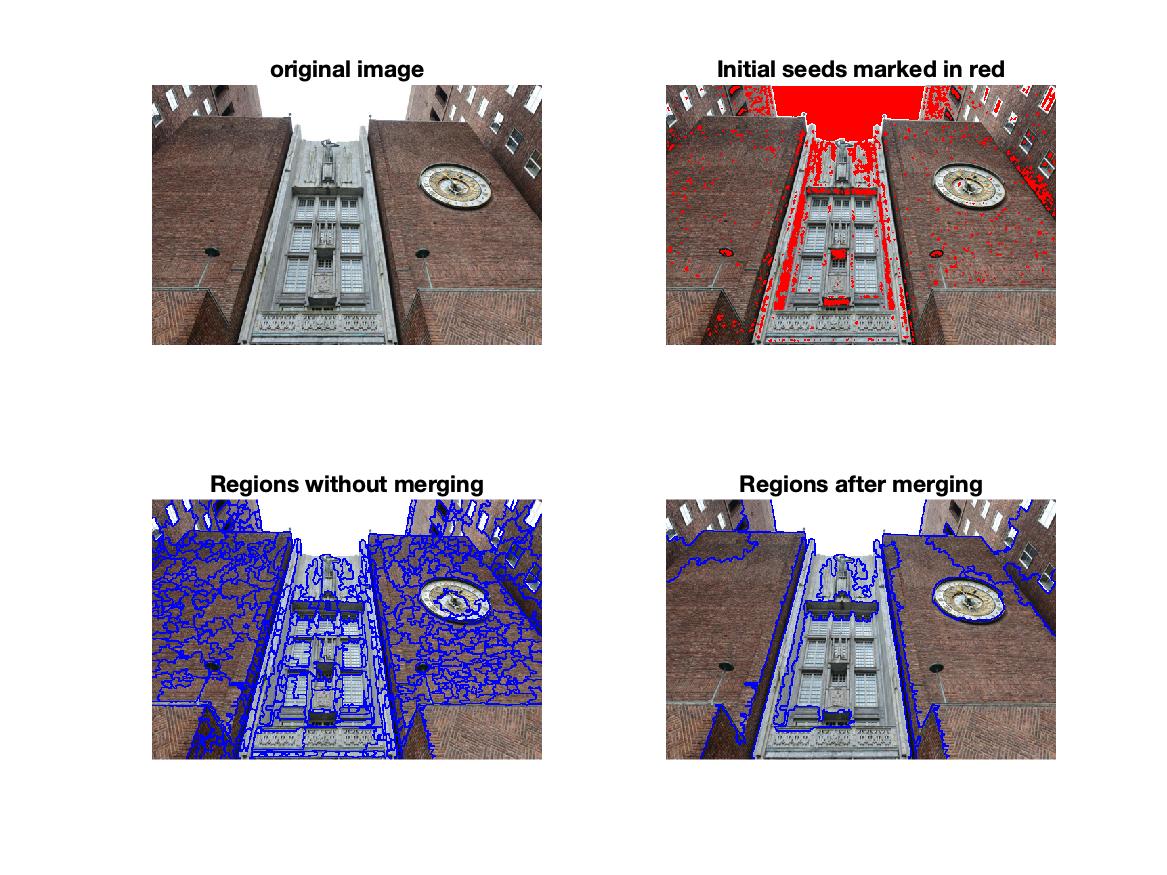 original image
Initial seeds marked in red
Regions without merging
Regions after merging